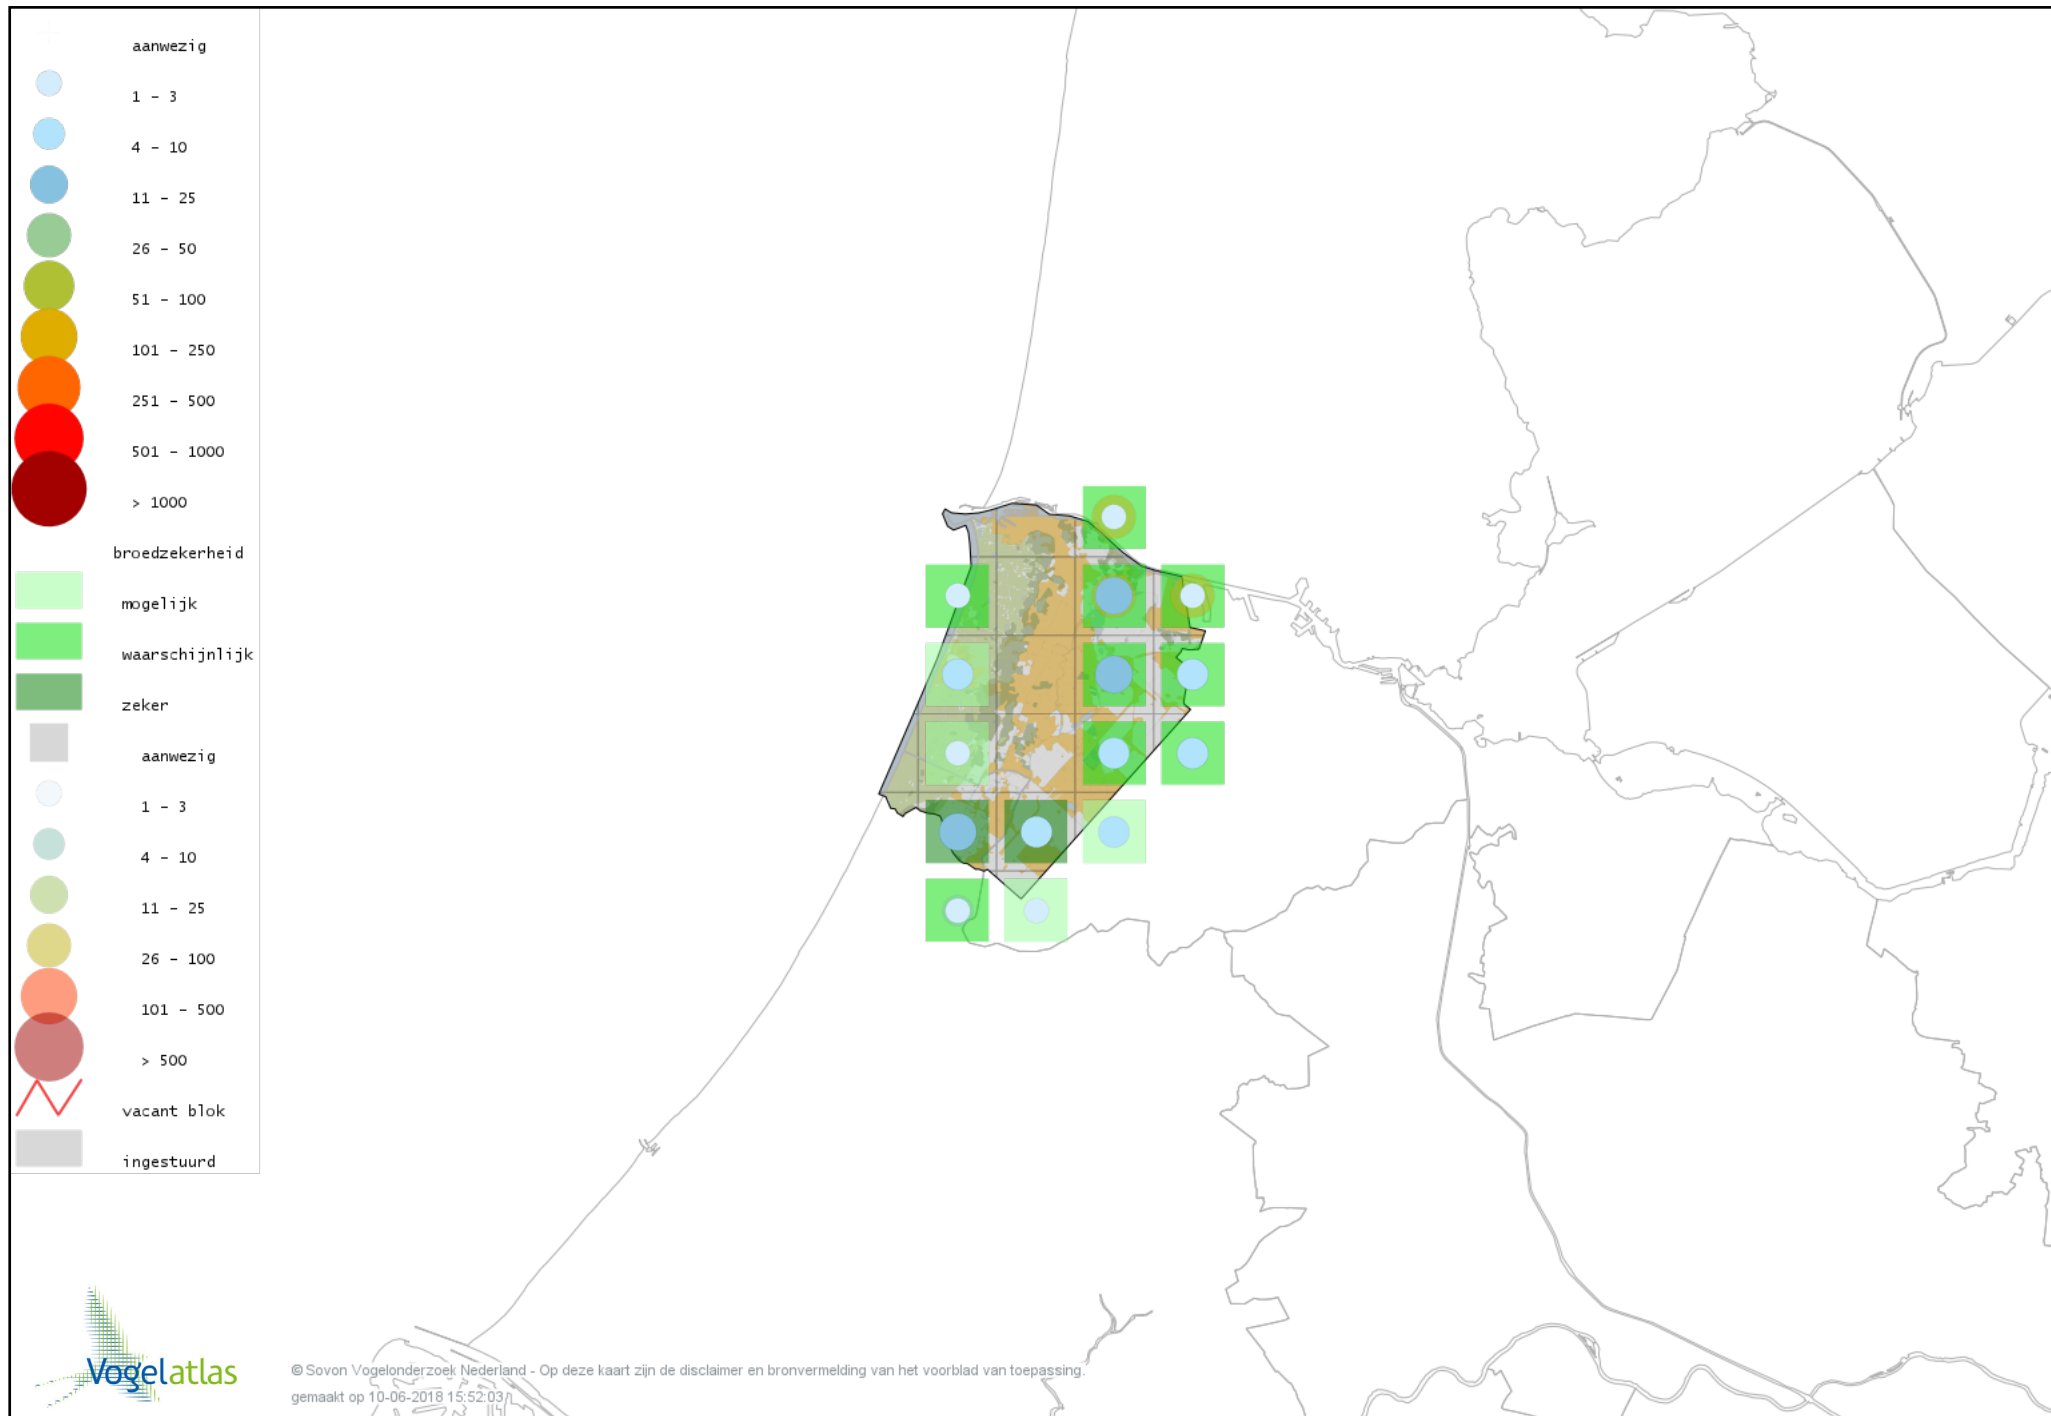 aanwezig
1 - 3
4 - 10
11 - 25
26 - 50
51 - 100
101 - 250
251 - 500
501 - 1000
> 1000
broedzekerheid
mogelijk
waarschijnlijk
zeker
aanwezig
1 - 3
4 - 10
11 - 25
26 - 100
101 - 500
> 500
vacant blok
ingestuurd
Vogelatlas
© Sovon Vogelonderzoek Nederland - Op deze kaart zijn de disclaimer en bronvermelding van het voorblad van toepassing.
gemaakt op 10-06-2018 15:52:03